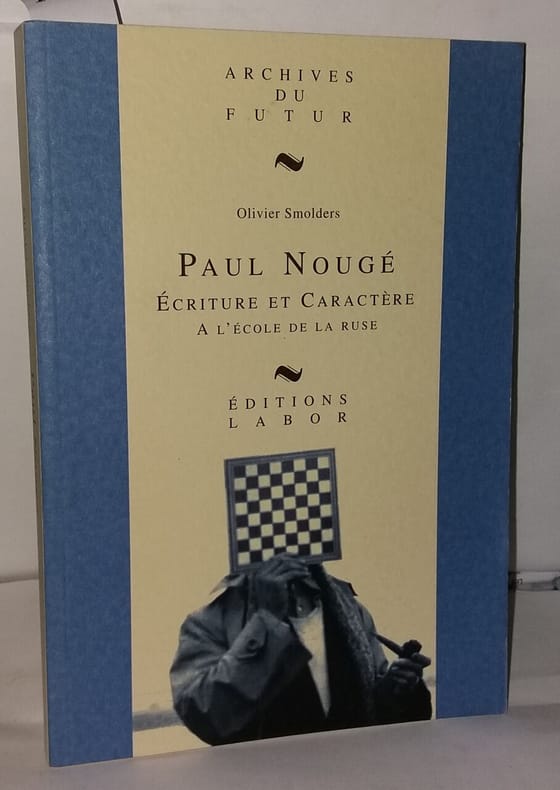 ARCHIVES
DU
FUTUR
Olivier Smolders
PAUL NOUGÉ
ÉCRITURE ET CARACTÈRE
A L'ÉCOLE DE LA RUSE
ÉDITIONS
LABOR